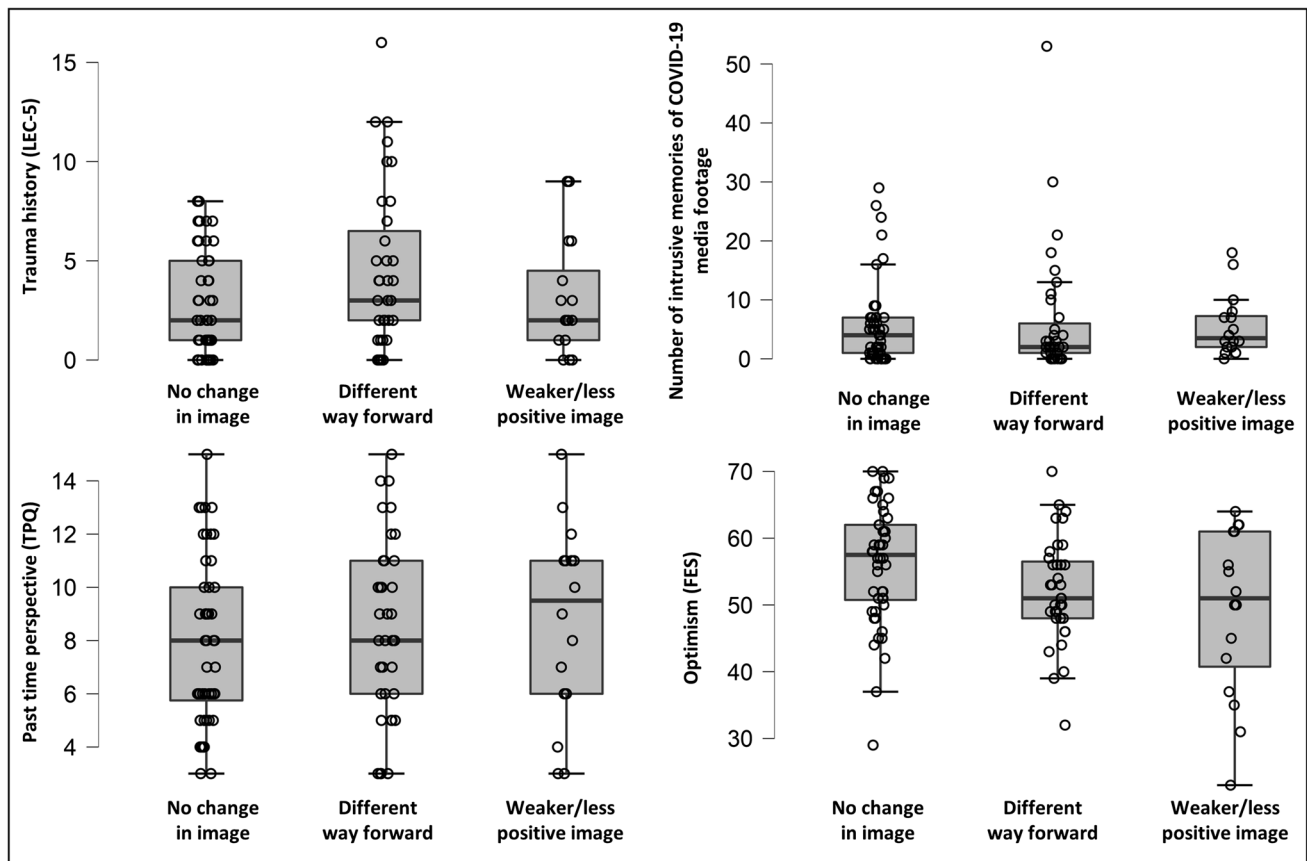 Trauma history (LEC-5)
15
10
5
0
No change
in image
Different
way forward
Weaker/less
positive image
Number of intrusive memories of COVID-19
media footage
50
40
30
20
10
0
No change
in image
Different
way forward
Weaker/less
positive image
Past time perspective (TPQ)
14
12
10
8
6
4
No change
in image
Different
way forward
Weaker/less
positive image
Optimism (FES)
70
60
50
40
30
No change
in image
Different
way forward
Weaker/less
positive image